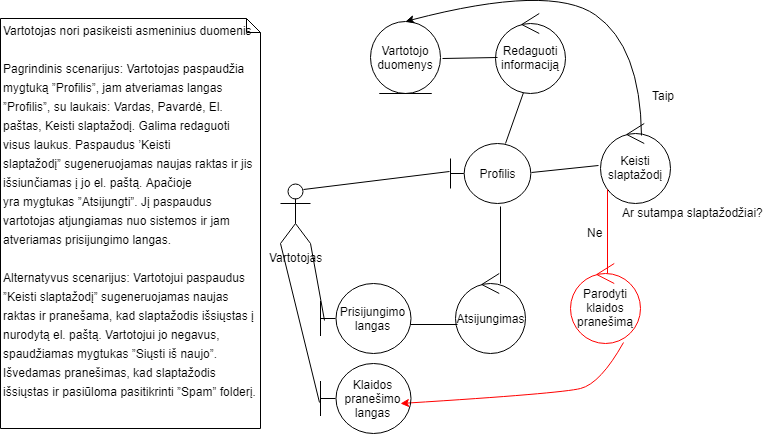 Vartotojas nori pasikeisti asmeninius duomenis
Pagrindinis scenarijus: Vartotojas paspaudžia
mygtuką ”Profilis”, jam atveriamas langas
”Profilis”, su laukais: Vardas, Pavardė, El.
paštas, Keisti slaptažodį. Galima redaguoti
visus laukus. Paspaudus ’Keisti
slaptažodį” sugeneruojamas naujas raktas ir jis
išsiunčiamas į jo el. paštą. Apačioje
yra mygtukas ”Atsijungti”. Jį paspaudus
vartotojas atjungiamas nuo sistemos ir jam
atveriamas prisijungimo langas.
Alternatyvus scenarijus: Vartotojui paspaudus
”Keisti slaptažodį” sugeneruojamas naujas
raktas ir pranešama, kad slaptažodis išsiųstas į
nurodytą el. paštą. Vartotojui jo negavus,
spaudžiamas mygtukas ”Siųsti iš naujo”.
Išvedamas pranešimas, kad slaptažodis
išsiųstas ir pasiūloma pasitikrinti ”Spam” folderį.
Vartotojo
duomenys
Redaguoti
informaciją
Taip
Profilis
Keisti
slaptažodį
Ar sutampa slaptažodžiai?
Ne
Vartotojas
Prisijungimo
langas
Atsijungimas
Parodyti
klaidos
pranešimą
Klaidos
pranešimo
langas